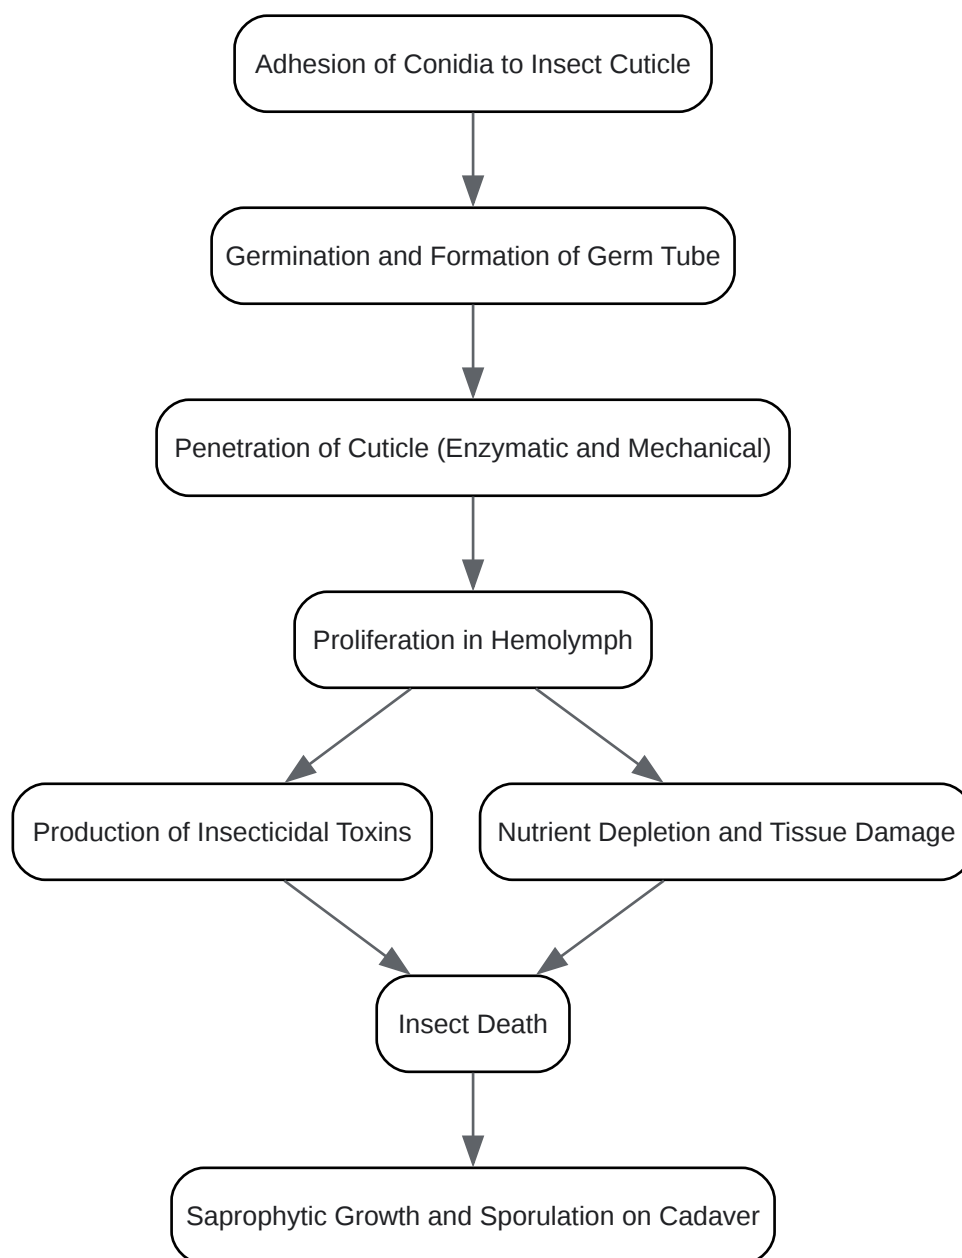 Adhesion of Conidia to Insect Cuticle
Germination and Formation of Germ Tube
Penetration of Cuticle (Enzymatic and Mechanical)
Proliferation in Hemolymph
Production of Insecticidal Toxins
Nutrient Depletion and Tissue Damage
Insect Death
Saprophytic Growth and Sporulation on Cadaver